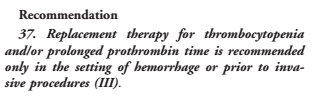 Recommendation
37. Replacement therapy for thrombocytopenia
and/or prolonged prothrombin time is recommended
only in the setting of hemorrhage or prior to inva-
sive procedures (III).